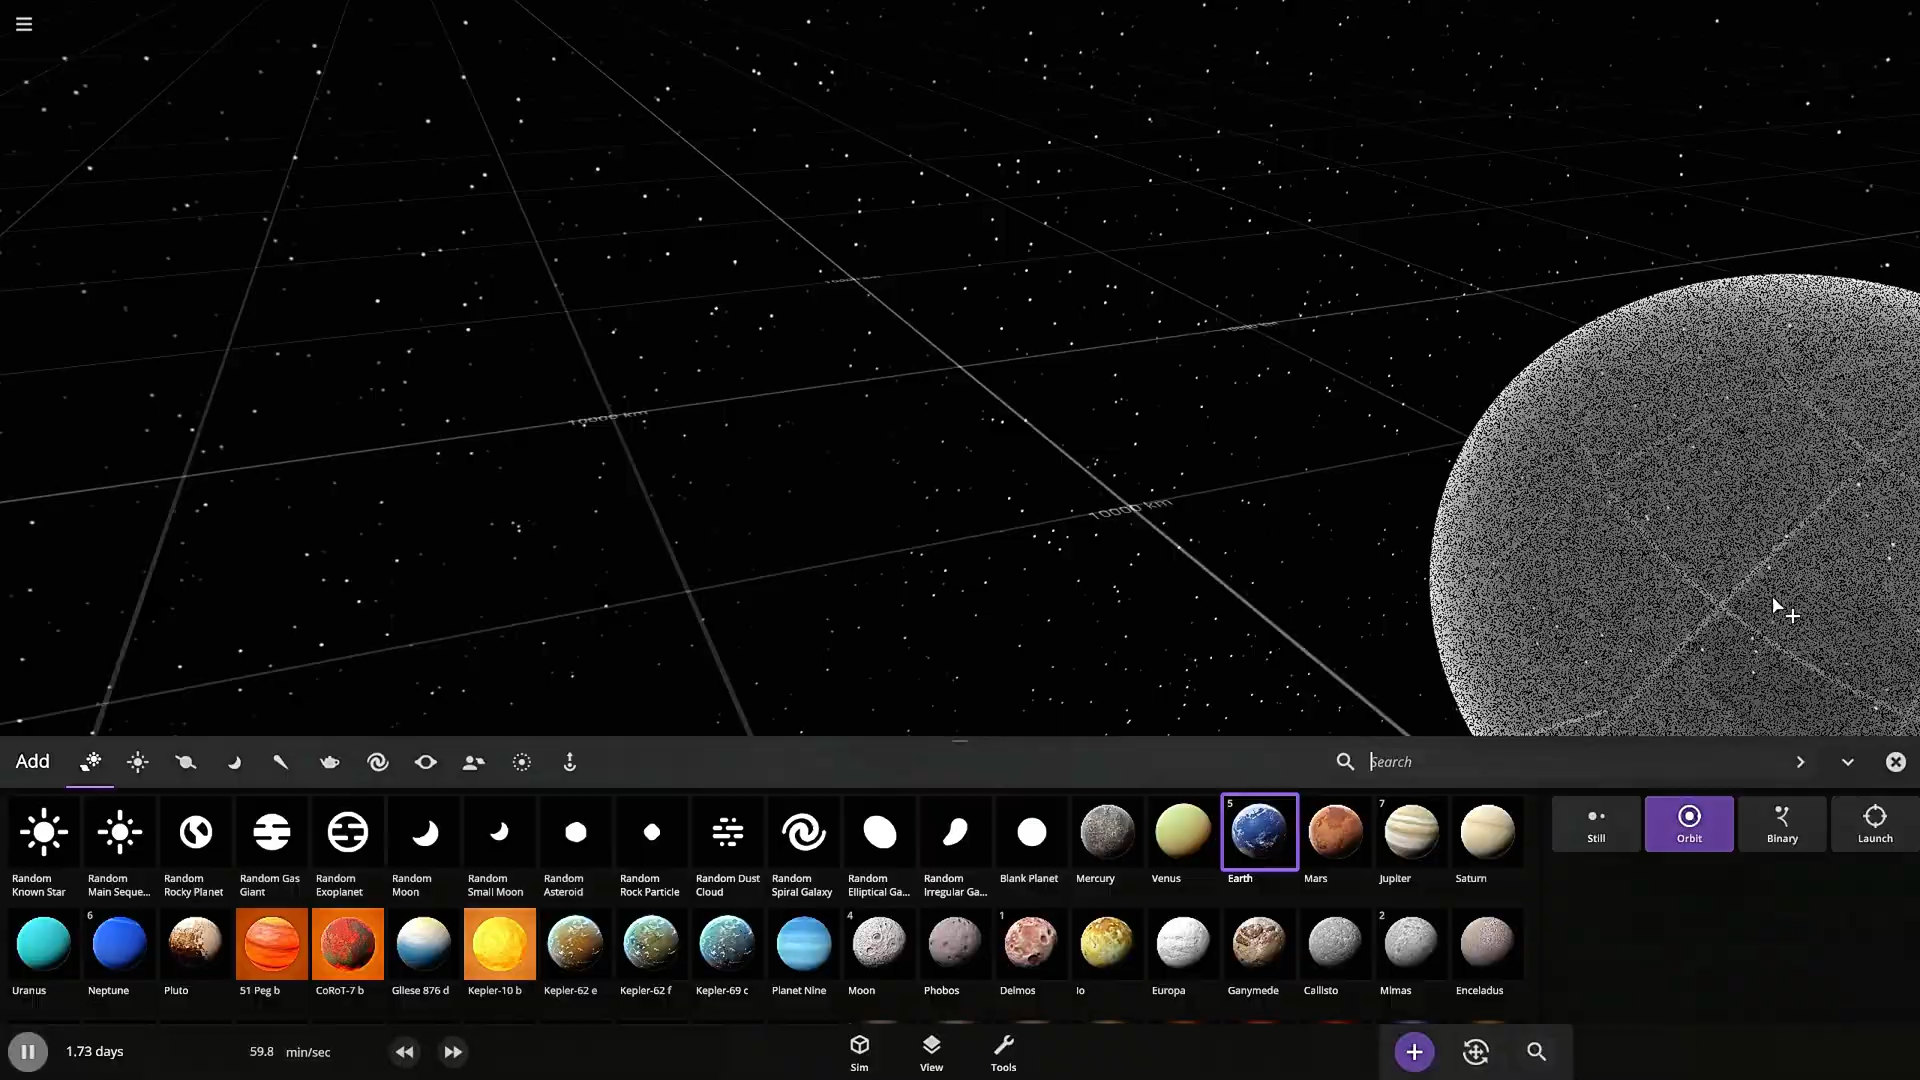 10000 km
10000 km
Add
Search
Random Known Star
Random Main Seque...
Random Rocky Planet
Random Gas Giant
Random Exoplanet
Random Moon
Random Small Moon
Random Asteroid
Random Rock Particle
Random Dust Cloud
Random Spiral Galaxy
Random Elliptical Ga...
Random Irregular Ga...
Blank Planet
Mercury
Venus
5
Earth
Mars
7
Jupiter
Saturn
Still
Orbit
Binary
Launch
Uranus
6
Neptune
Pluto
51 Peg b
CoRoT-7 b
Gliese 876 d
Kepler-10 b
Kepler-62 e
Kepler-62 f
Kepler-69 c
Planet Nine
4
Moon
Phobos
1
Deimos
Io
Europa
Ganymede
Callisto
2
Mimas
Enceladus
1.73 days
59.8 min/sec
Sim
View
Tools